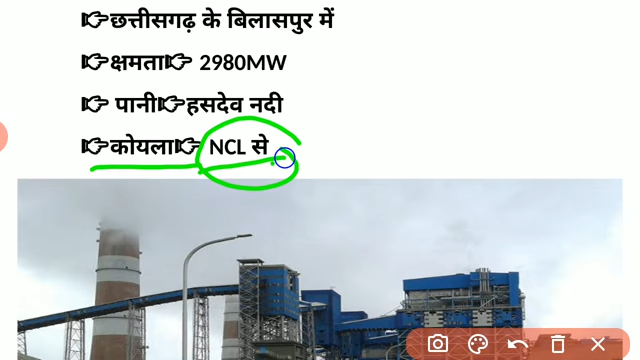 👉छत्तीसगढ़ के बिलासपुर में
👉क्षमता👉 2980MW
👉 पानी👉हसदेव नदी
👉कोयला👉 NCL से